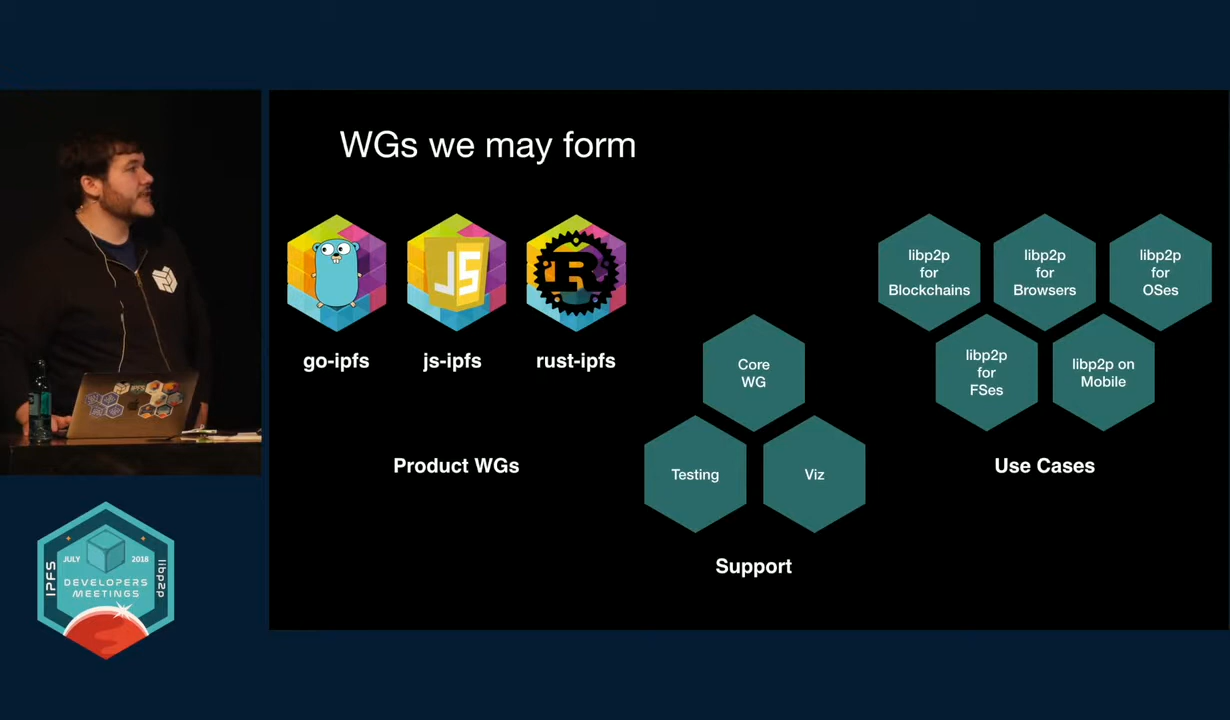 WGs we may form
JS
R
go-ipfs
js-ipfs
rust-ipfs
Product WGs
Core
WG
Testing
Viz
Support
libp2p
for
Blockchains
libp2p
for
Browsers
libp2p
for
OSes
libp2p
for
FSes
libp2p on
Mobile
Use Cases
IPFS
JULY
2018
DEVELOPERS
MEETINGS
libp2p